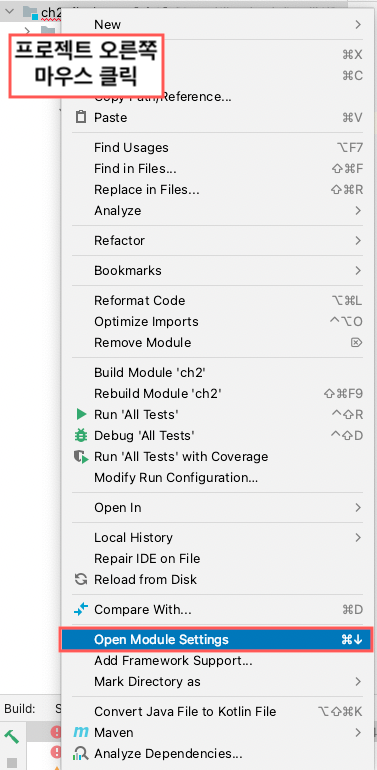 ch2
New
프로젝트 오른쪽
마우스 클릭
⌘X
⌘C
Copy Path/Reference...
Paste ⌘V
Find Usages ⌥F7
Find in Files... ⇧⌘F
Replace in Files... ⇧⌘R
Analyze
Refactor
Bookmarks
Reformat Code ⌥⌘L
Optimize Imports ^⌥O
Remove Module ⌦
Build Module 'ch2'
Rebuild Module 'ch2' ⇧⌘F9
Run 'All Tests' ^⇧R
Debug 'All Tests' ^⇧D
Run 'All Tests' with Coverage
Modify Run Configuration...
Open In
Local History
Repair IDE on File
Reload from Disk
Compare With... ⌘D
Open Module Settings ⌘↓
Add Framework Support...
Mark Directory as
Build: S
Convert Java File to Kotlin File ⌥⇧⌘K
Maven
Analyze Dependencies...